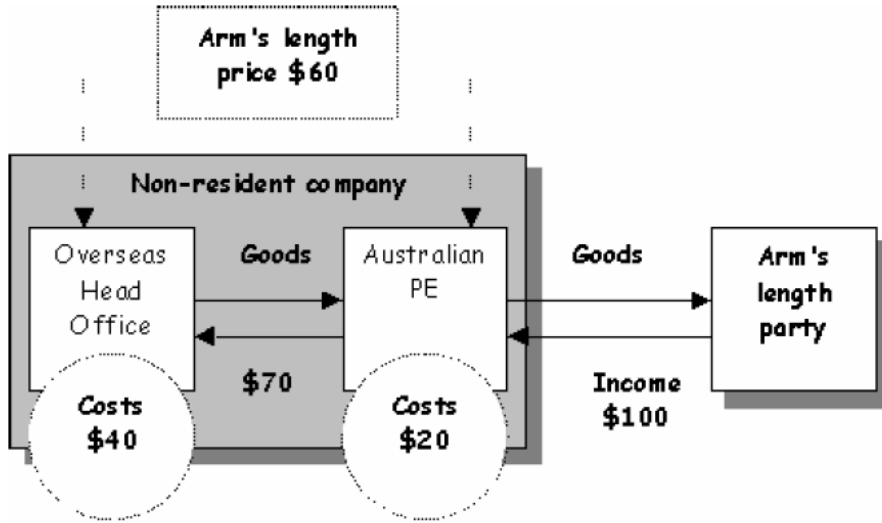 Arm's length
price $60
Non-resident company
Overseas
Head
Office
Goods
$70
Australian
PE
Goods
Income
$100
Arm's
length
party
Costs
$40
Costs
$20